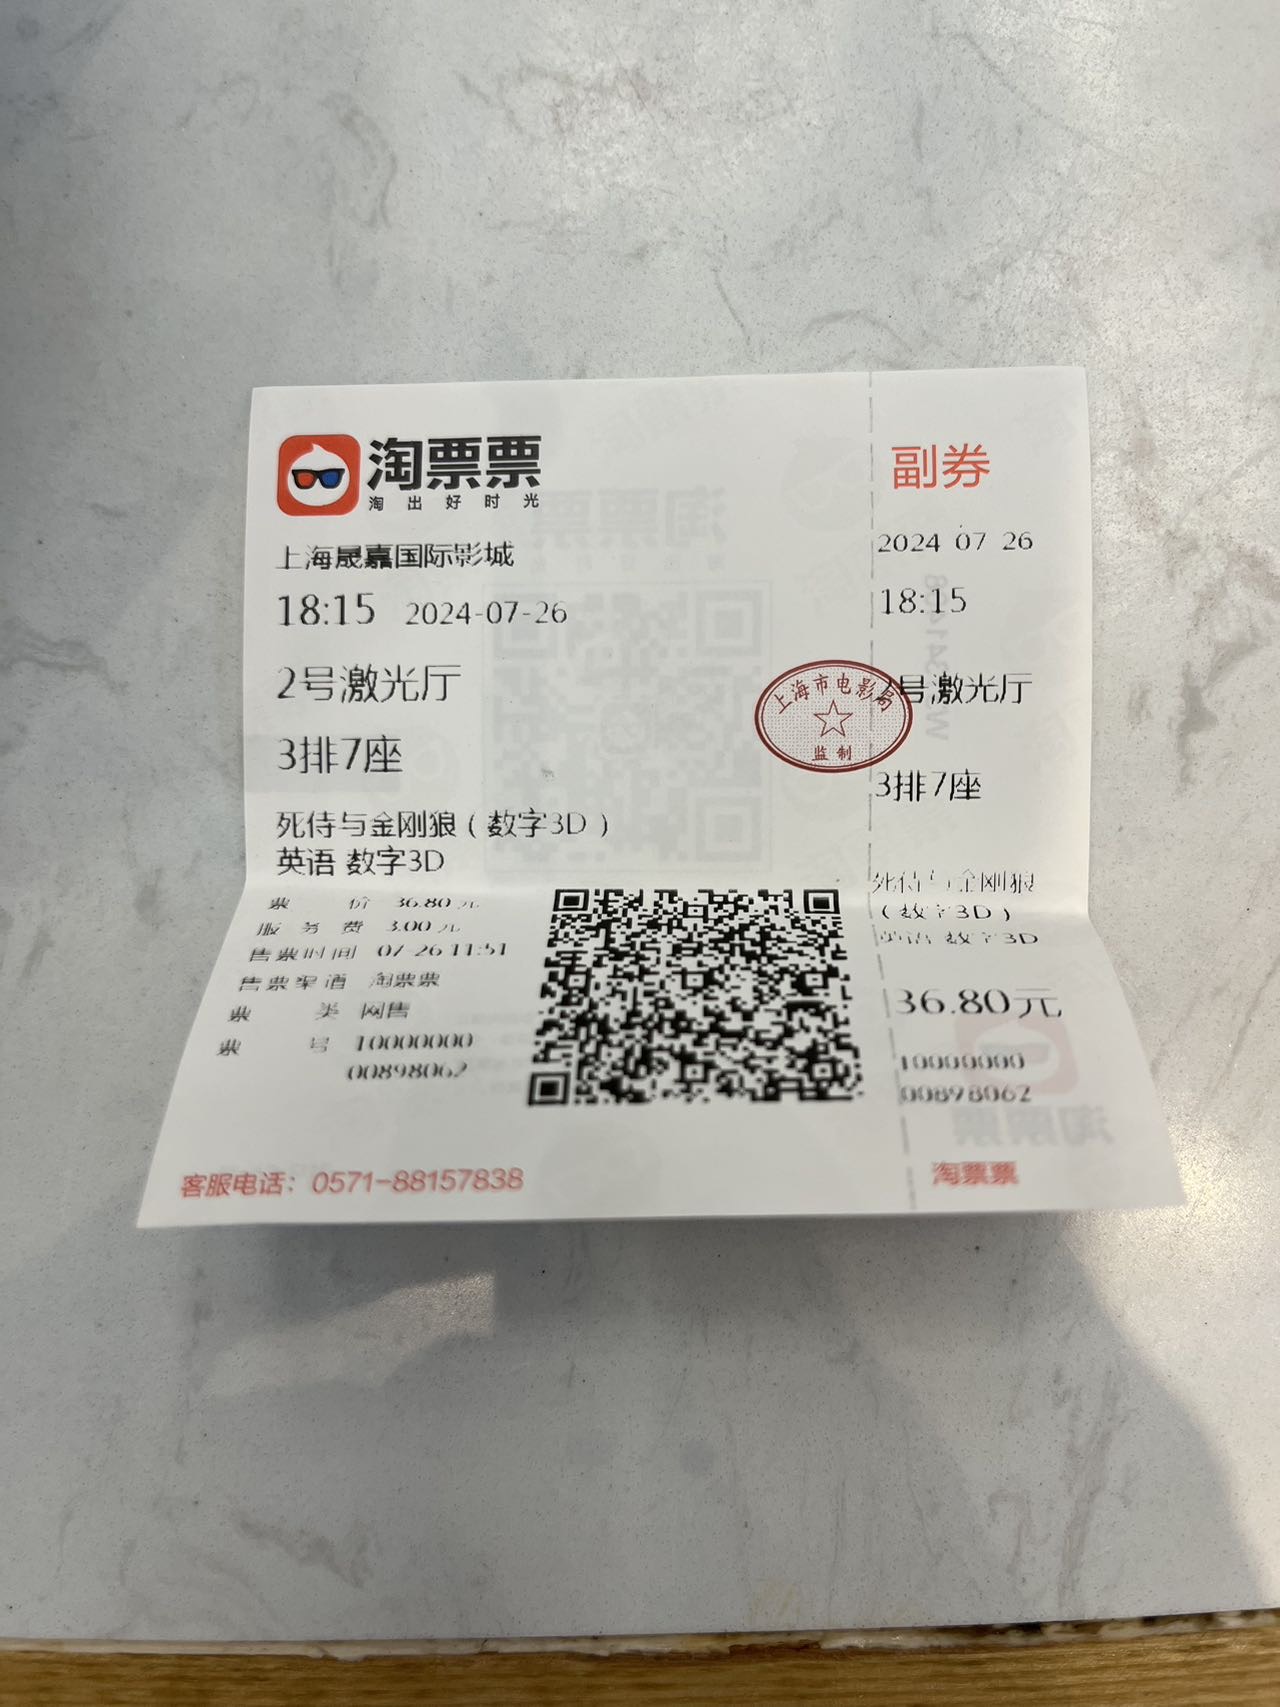 淘票票
淘出好时光
上海晟嘉国际影城
18:15 2024-07-26
2号激光厅
3排7座
死侍与金刚狼（数字3D）
英语 数字3D
票价 36.80元
服务费 3.00元
售票时间 07-26 11:51
售票渠道 淘票票
票类 网售
票号 10000000
00898062
客服电话：0571-88157838
上海市电影局
监制
副券
2024 07 26
18:15
2号激光厅
3排7座
死侍与金刚狼
（数字3D）
英语 数字3D
36.80元
10000000
00898062
淘票票